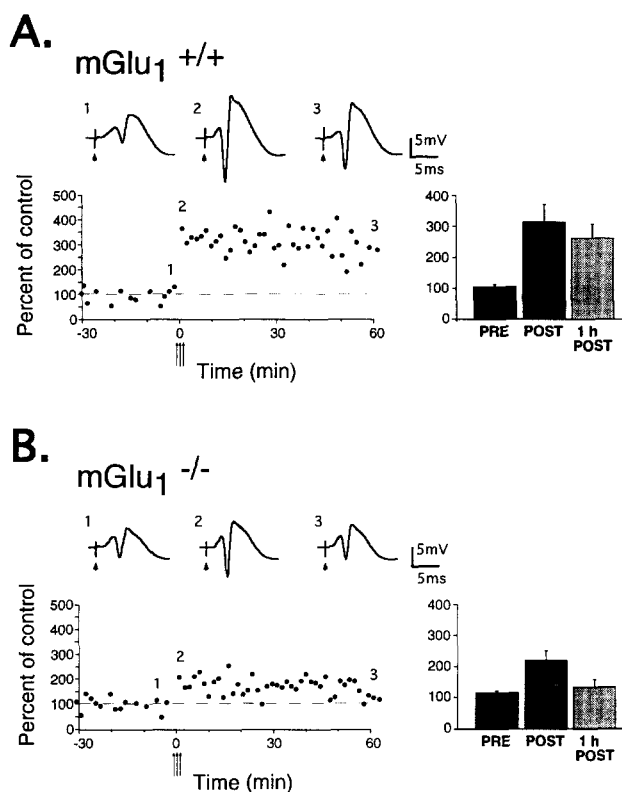 A.
mGlu1 +/+
1 2 3
5mV
5ms
Percent of control
500
400
300
200
100
0
2
3
1
-30 0 30 60
Time (min)
400
300
200
100
0
PRE POST 1 h POST
B.
mGlu1 -/-
1 2 3
5mV
5ms
Percent of control
500
400
300
200
100
0
1
2
3
-30 0 30 60
Time (min)
400
300
200
100
0
PRE POST 1 h POST